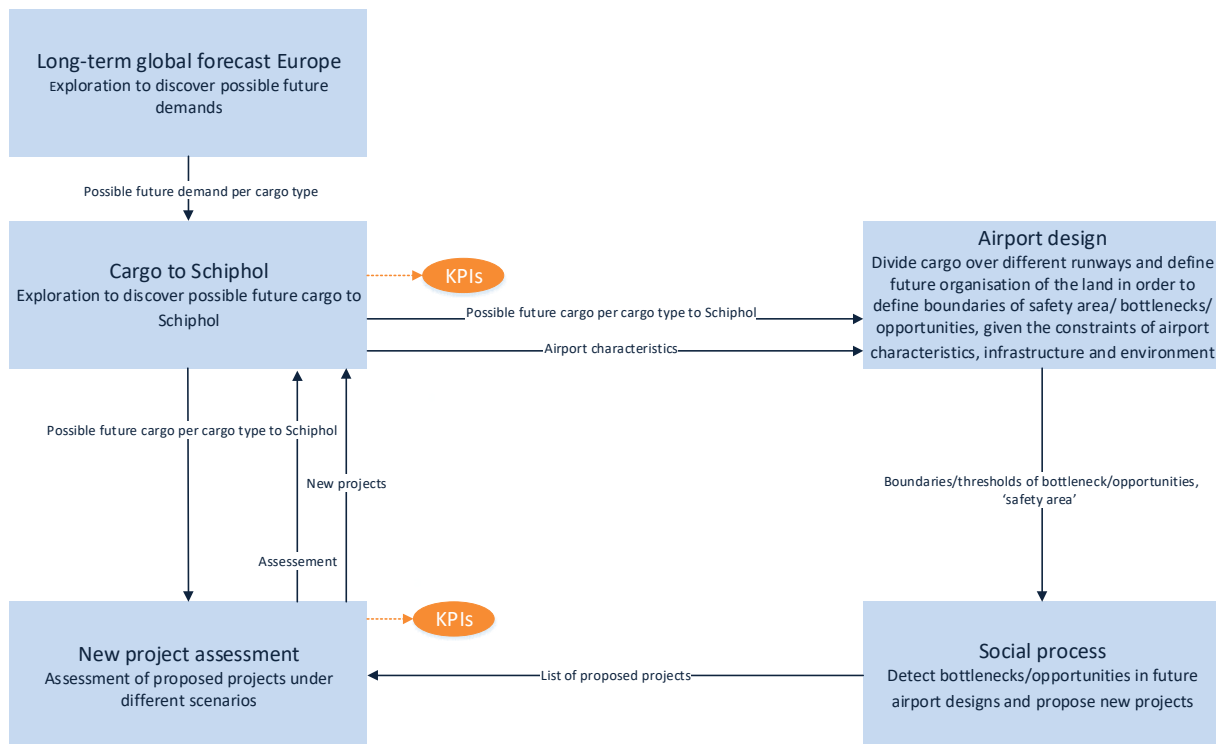 Long-term global forecast Europe
Exploration to discover possible future
demands
Possible future demand per cargo type
Cargo to Schiphol
Exploration to discover possible future cargo to
Schiphol
KPIs
Possible future cargo per cargo type to Schiphol
Airport characteristics
Airport design
Divide cargo over different runways and define
future organisation of the land in order to
define boundaries of safety area/ bottlenecks/
opportunities, given the constraints of airport
characteristics, infrastructure and environment
Possible future cargo per cargo type to Schiphol
New projects
Assessement
Boundaries/thresholds of bottleneck/opportunities,
‘safety area’
New project assessment
Assessment of proposed projects under
different scenarios
KPIs
List of proposed projects
Social process
Detect bottlenecks/opportunities in future
airport designs and propose new projects